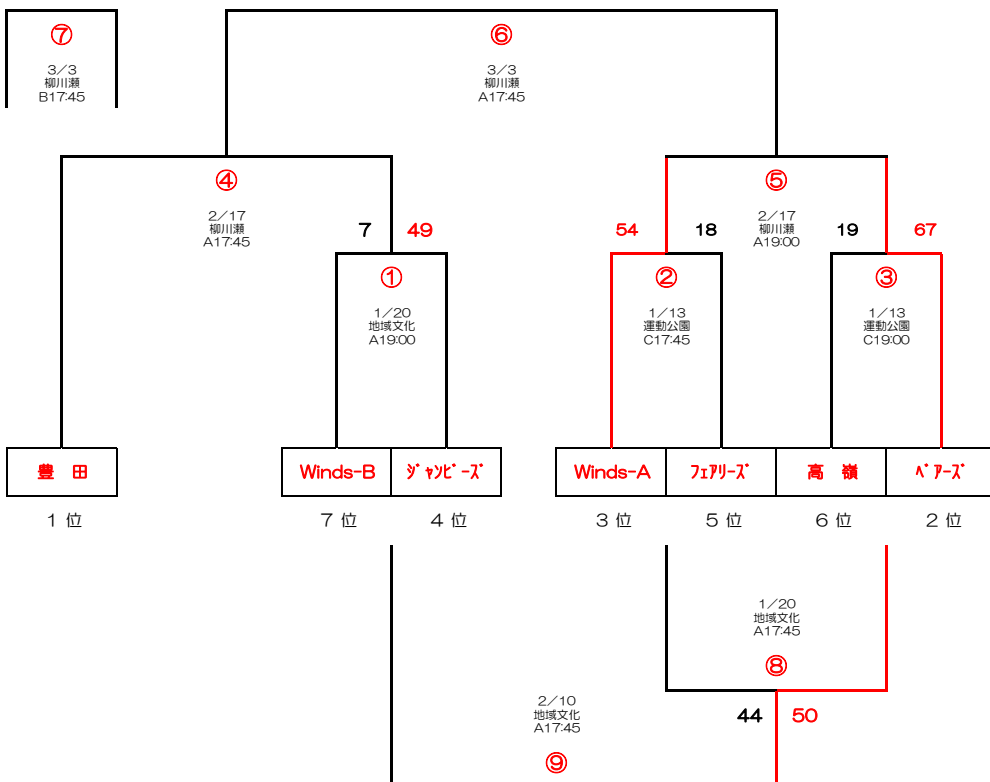 ⑦
3/3
柳川瀬
B17:45
⑥
3/3
柳川瀬
A17:45
④
2/17
柳川瀬
A17:45
⑤
2/17
柳川瀬
A19:00
7 49
54 18
19 67
①
1/20
地域文化
A19:00
②
1/13
運動公園
C17:45
③
1/13
運動公園
C19:00
豊 田
Winds-B
ジャンビーズ
Winds-A
フェアリーズ
高 嶺
ベアーズ
1 位
7 位
4 位
3 位
5 位
6 位
2 位
1/20
地域文化
A17:45
⑧
44 50
2/10
地域文化
A17:45
⑨